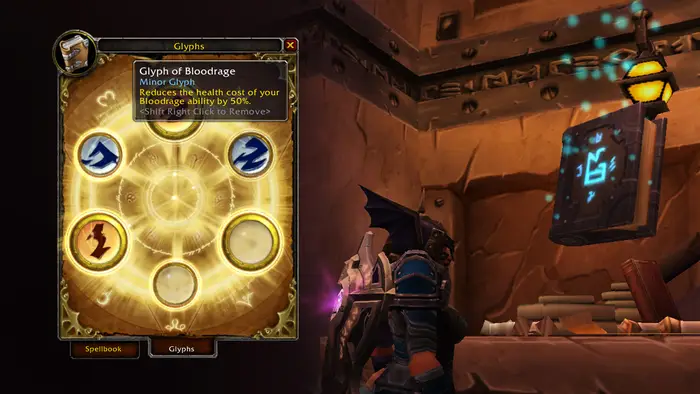 Glyphs
Glyph of Bloodrage
Minor Glyph
Reduces the health cost of your
Bloodrage ability by 50%.
<Shift Right Click to Remove>
Spellbook
Glyphs